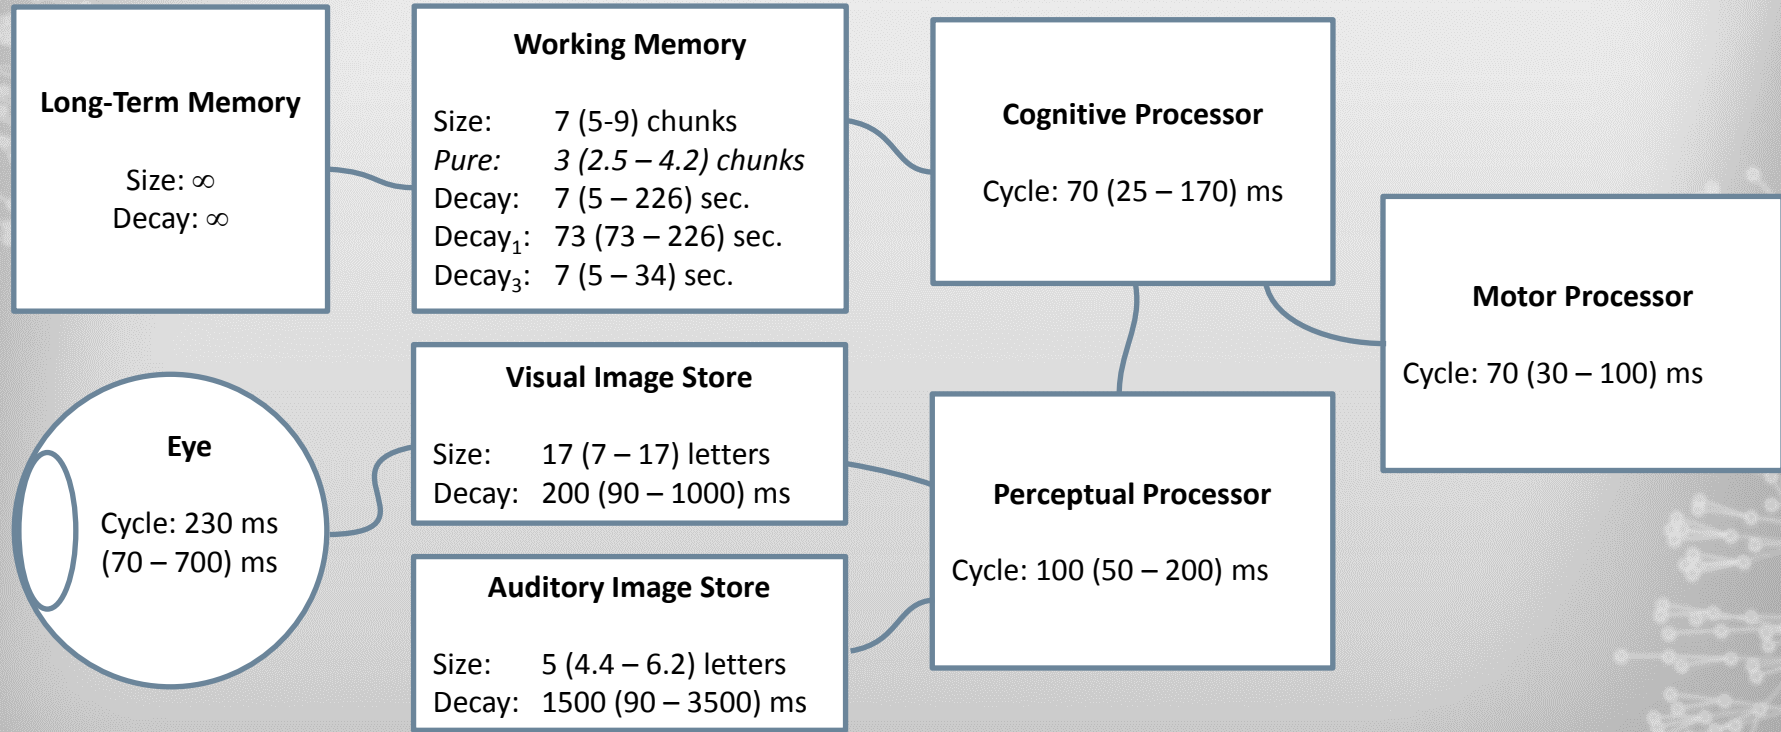 Long-Term Memory
Size: ∞
Decay: ∞
Working Memory
Size: 7 (5-9) chunks
Pure: 3 (2.5 – 4.2) chunks
Decay: 7 (5 – 226) sec.
Decay₁: 73 (73 – 226) sec.
Decay₃: 7 (5 – 34) sec.
Cognitive Processor
Cycle: 70 (25 – 170) ms
Motor Processor
Cycle: 70 (30 – 100) ms
Eye
Cycle: 230 ms
(70 – 700) ms
Visual Image Store
Size: 17 (7 – 17) letters
Decay: 200 (90 – 1000) ms
Auditory Image Store
Size: 5 (4.4 – 6.2) letters
Decay: 1500 (90 – 3500) ms
Perceptual Processor
Cycle: 100 (50 – 200) ms